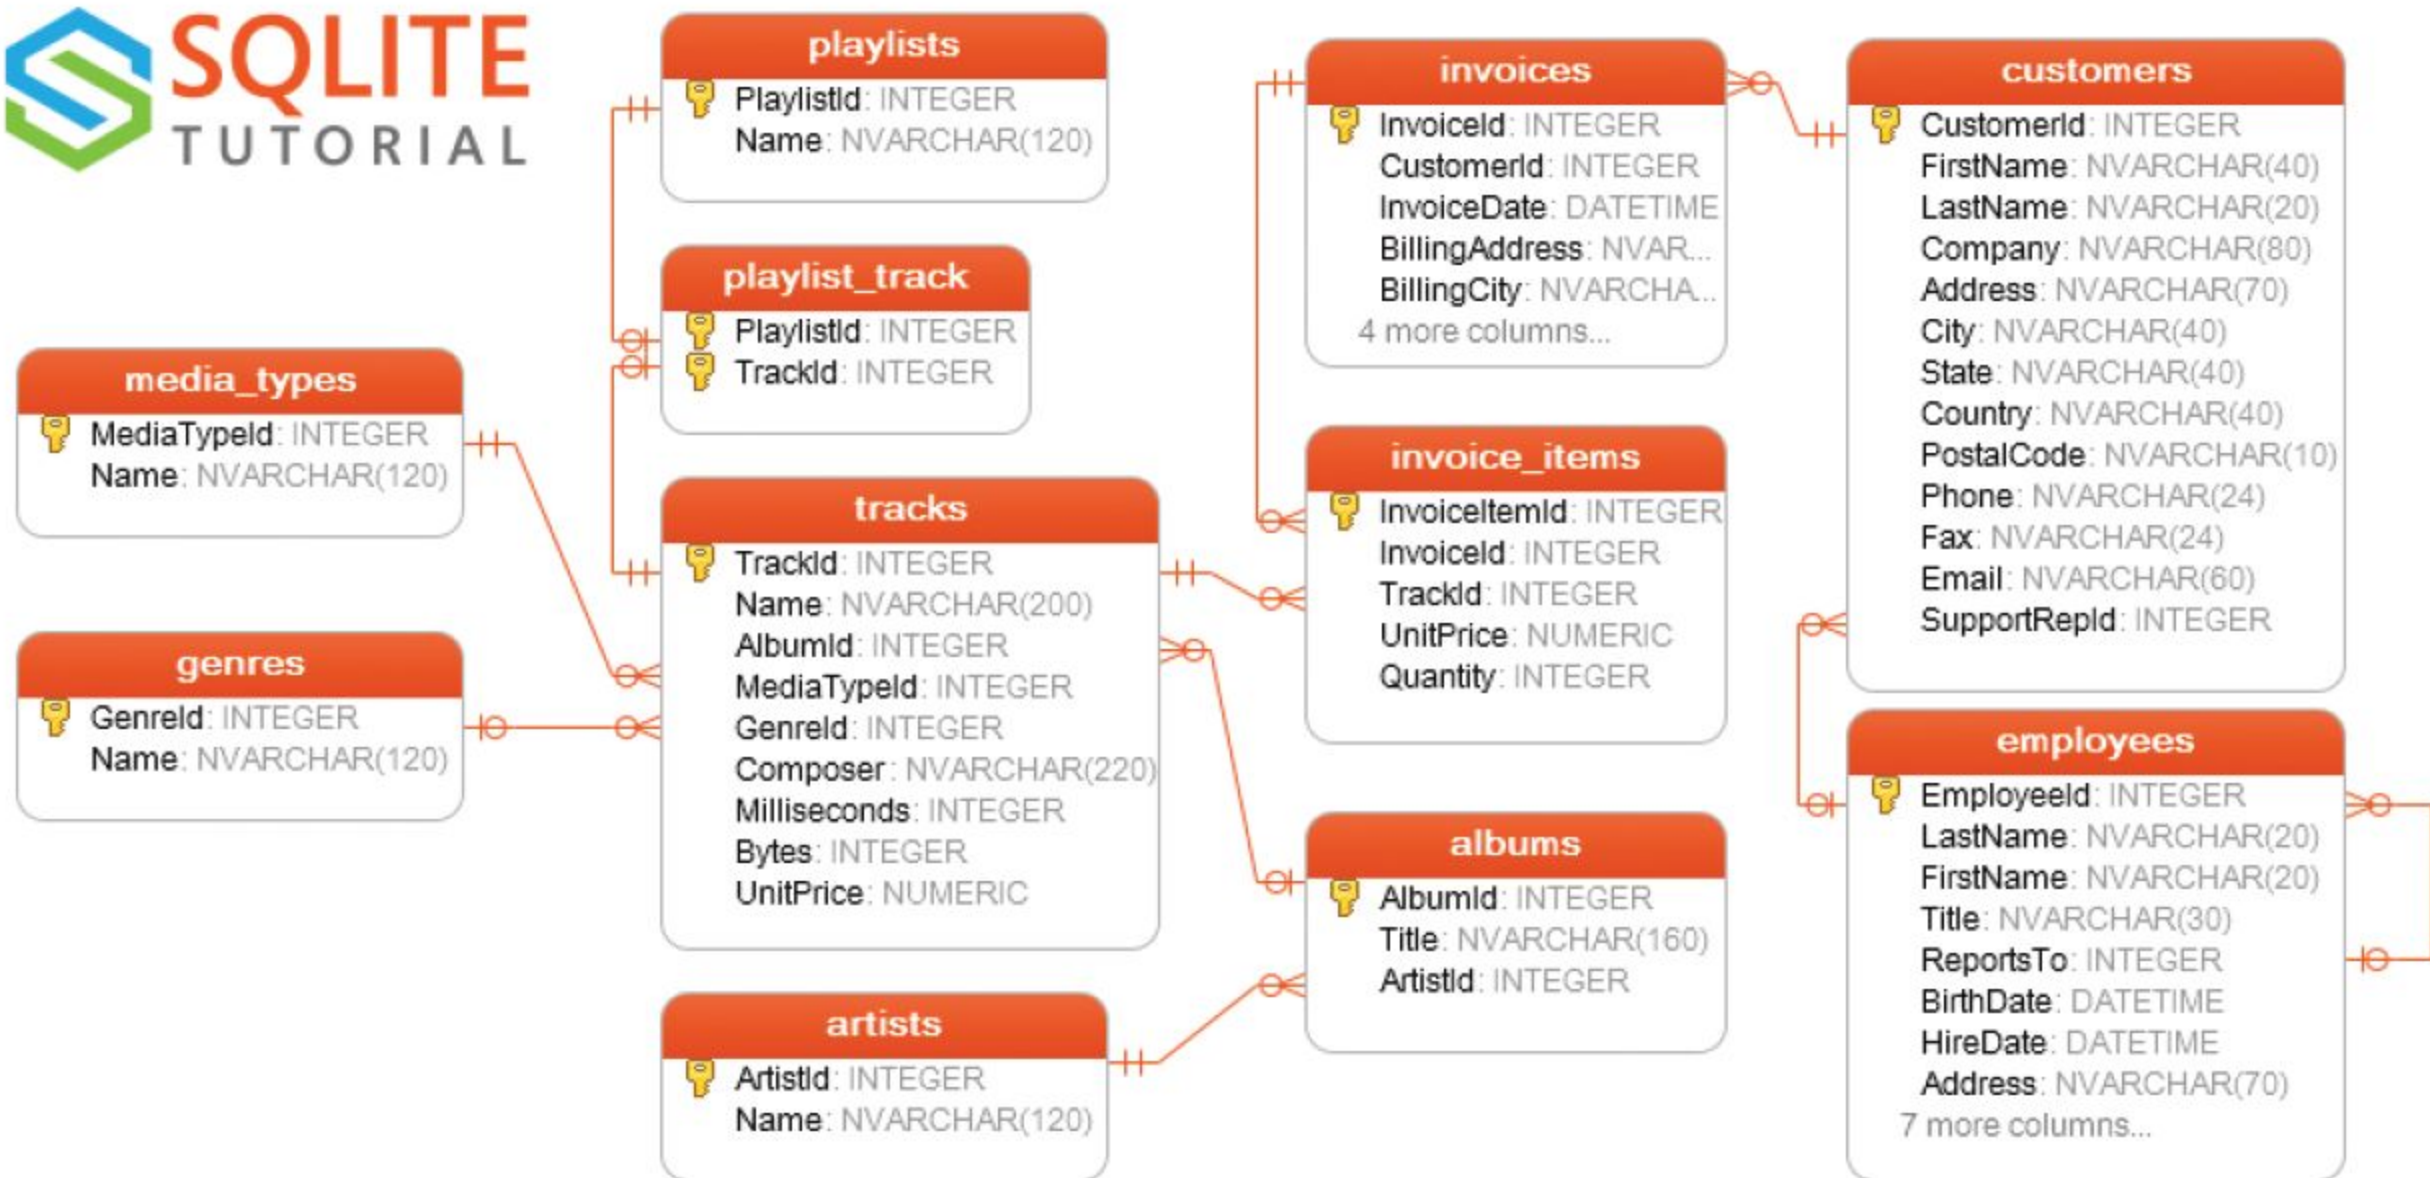 SQLITE
TUTORIAL
playlists
PlaylistId: INTEGER
Name: NVARCHAR(120)
playlist_track
PlaylistId: INTEGER
TrackId: INTEGER
media_types
MediaTypeId: INTEGER
Name: NVARCHAR(120)
genres
GenreId: INTEGER
Name: NVARCHAR(120)
tracks
TrackId: INTEGER
Name: NVARCHAR(200)
AlbumId: INTEGER
MediaTypeId: INTEGER
GenreId: INTEGER
Composer: NVARCHAR(220)
Milliseconds: INTEGER
Bytes: INTEGER
UnitPrice: NUMERIC
artists
ArtistId: INTEGER
Name: NVARCHAR(120)
invoices
InvoiceId: INTEGER
CustomerId: INTEGER
InvoiceDate: DATETIME
BillingAddress: NVAR...
BillingCity: NVARCHA...
4 more columns...
invoice_items
InvoiceItemId: INTEGER
InvoiceId: INTEGER
TrackId: INTEGER
UnitPrice: NUMERIC
Quantity: INTEGER
albums
AlbumId: INTEGER
Title: NVARCHAR(160)
ArtistId: INTEGER
customers
CustomerId: INTEGER
FirstName: NVARCHAR(40)
LastName: NVARCHAR(20)
Company: NVARCHAR(80)
Address: NVARCHAR(70)
City: NVARCHAR(40)
State: NVARCHAR(40)
Country: NVARCHAR(40)
PostalCode: NVARCHAR(10)
Phone: NVARCHAR(24)
Fax: NVARCHAR(24)
Email: NVARCHAR(60)
SupportRepId: INTEGER
employees
EmployeeId: INTEGER
LastName: NVARCHAR(20)
FirstName: NVARCHAR(20)
Title: NVARCHAR(30)
ReportsTo: INTEGER
BirthDate: DATETIME
HireDate: DATETIME
Address: NVARCHAR(70)
7 more columns...